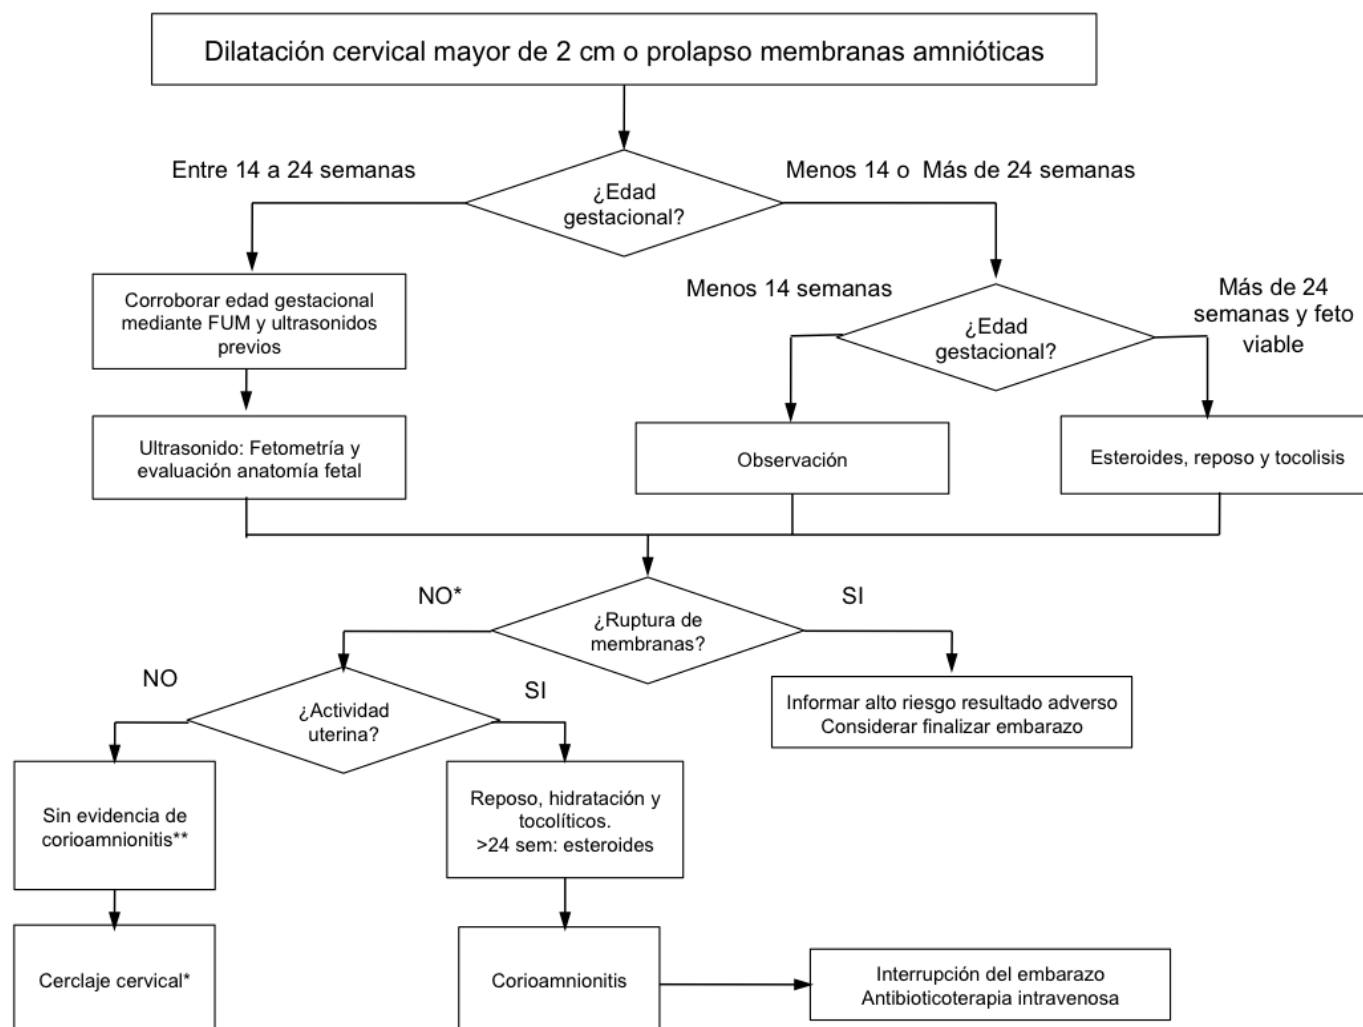 Dilatación cervical mayor de 2 cm o prolapso membranas amnióticas
Entre 14 a 24 semanas
Menos 14 o Más de 24 semanas
¿Edad
gestacional?
Corroborar edad gestacional
mediante FUM y ultrasonidos
previos
Menos 14 semanas
Más de 24
semanas y feto
viable
¿Edad
gestacional?
Ultrasonido: Fetometría y
evaluación anatomía fetal
Observación
Esteroides, reposo y tocolisis
NO*
SI
¿Ruptura de
membranas?
NO
SI
¿Actividad
uterina?
Informar alto riesgo resultado adverso
Considerar finalizar embarazo
Sin evidencia de
corioamnionitis**
Reposo, hidratación y
tocolíticos.
>24 sem: esteroides
Cerclaje cervical*
Corioamnionitis
Interrupción del embarazo
Antibioticoterapia intravenosa